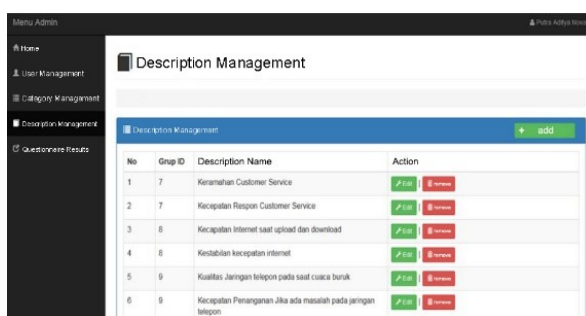 Menu Admin
Putra Aditya Nova
Home
User Management
Category Management
Description Management
Questionnaire Results
Description Management
Description Management
+ add
No Grup ID Description Name Action
1 7 Keramahan Customer Service Edit | remove
2 7 Kecepatan Respon Customer Service Edit | remove
3 8 Kecapatan Internet saat upload dan download Edit | remove
4 8 Kestabilan kecepatan internet Edit | remove
5 9 Kualitas Jaringan telepon pada saat cuaca buruk Edit | remove
6 9 Kecepatan Penanganan Jika ada masalah pada jaringan Edit | remove
telepon